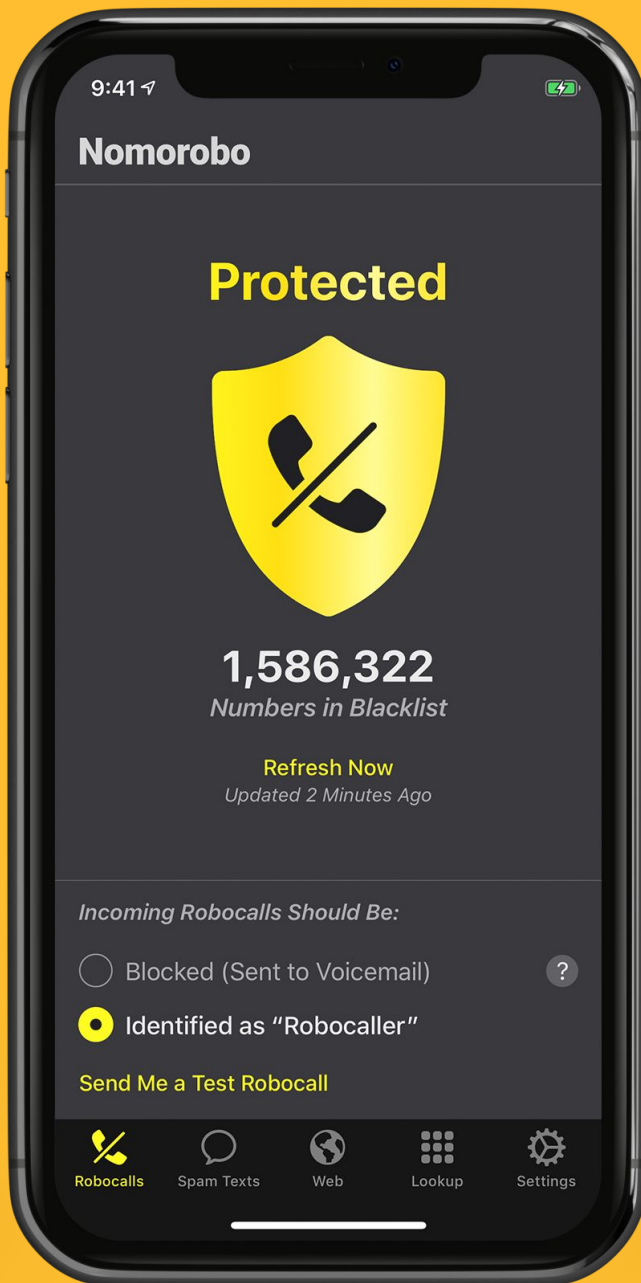 9:41
Nomorobo
Protected
1,586,322
Numbers in Blacklist
Refresh Now
Updated 2 Minutes Ago
Incoming Robocalls Should Be:
Blocked (Sent to Voicemail)
?
Identified as “Robocaller”
Send Me a Test Robocall
Robocalls Spam Texts Web Lookup Settings